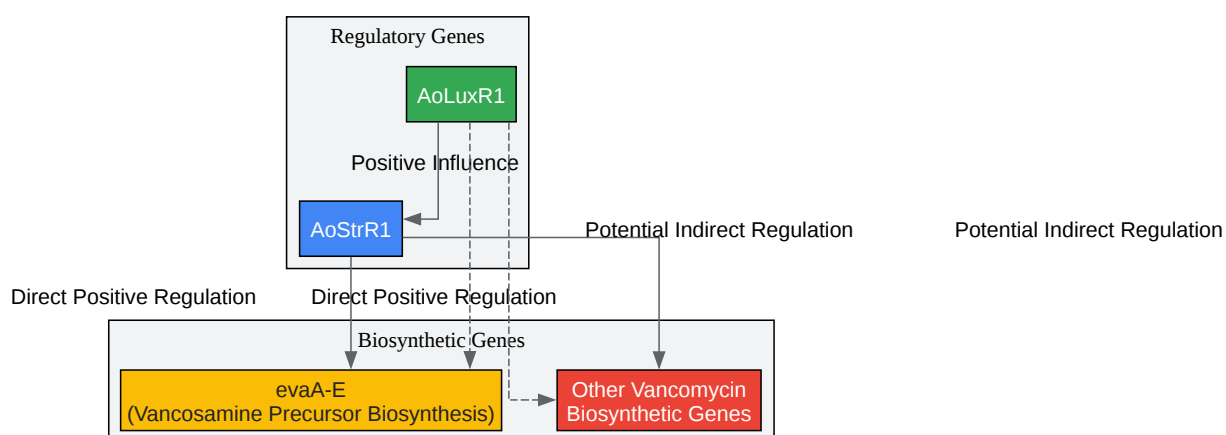 Regulatory Genes
AoLuxR1
Positive Influence
AoStrR1
Potential Indirect Regulation
Potential Indirect Regulation
Direct Positive Regulation
Direct Positive Regulation
Biosynthetic Genes
evaA-E
(Vancosamine Precursor Biosynthesis)
Other Vancomycin
Biosynthetic Genes